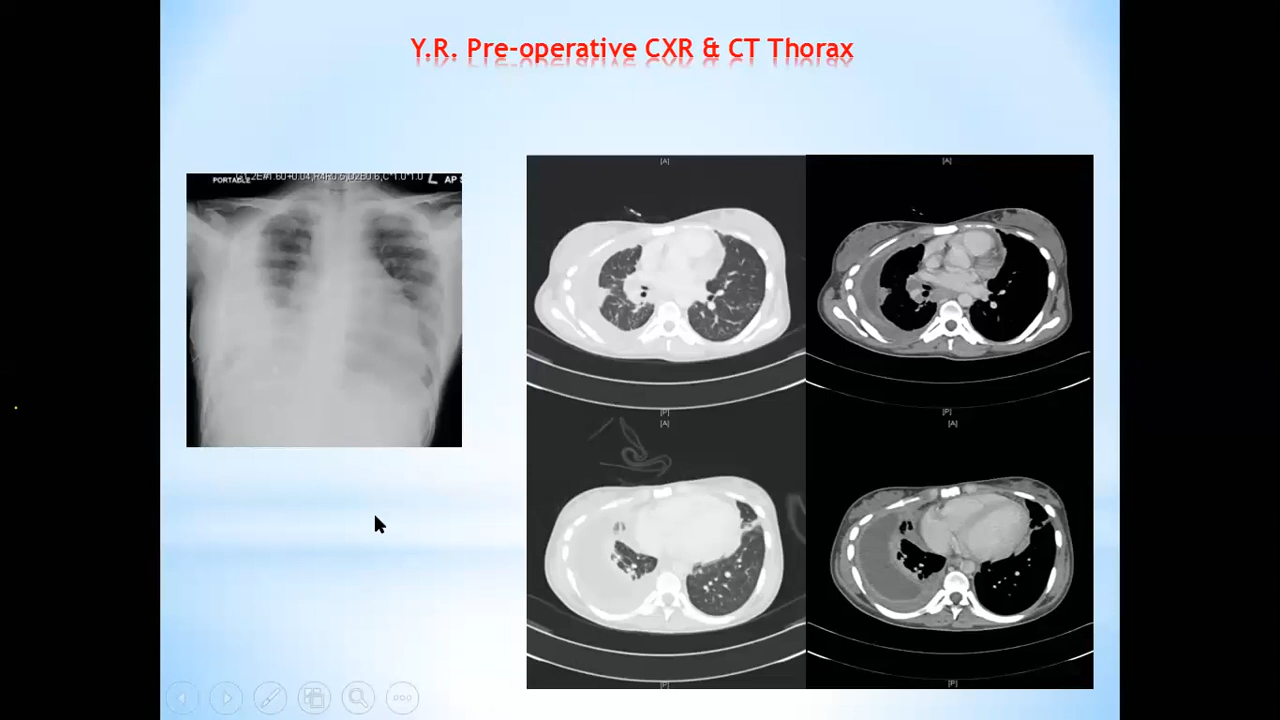 Y.R. Pre-operative CXR & CT Thorax
PORTABLE
L AP
[A] [A]
[P] [P]
[A] [A]
[P] [P]